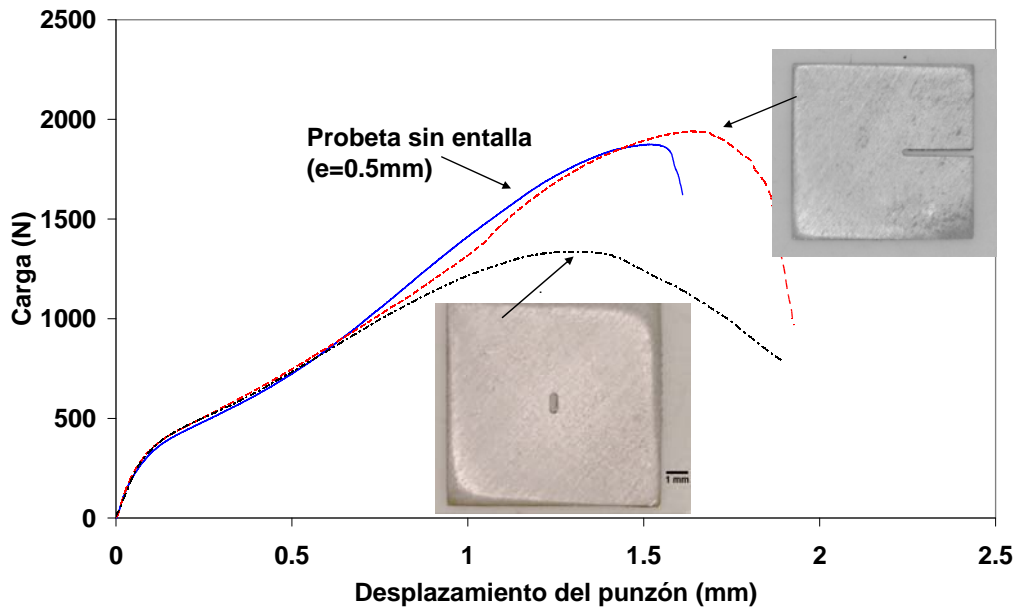 2500
2000
1500
1000
500
0
Carga (N)
Probeta sin entalla
(e=0.5mm)
1 mm
0
0.5
1
1.5
2
2.5
Desplazamiento del punzón (mm)